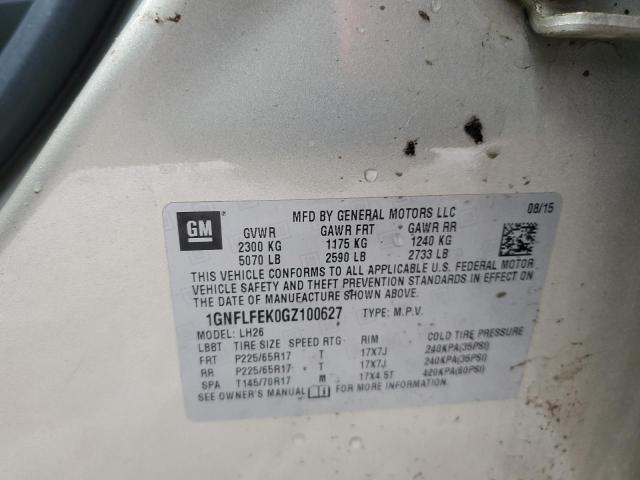 GM
MFD BY GENERAL MOTORS LLC 08/15
GVWR GAWR FRT GAWR RR
2300 KG 1175 KG 1240 KG
5070 LB 2590 LB 2733 LB
THIS VEHICLE CONFORMS TO ALL APPLICABLE U.S. FEDERAL MOTOR
VEHICLE SAFETY AND THEFT PREVENTION STANDARDS IN EFFECT ON
THE DATE OF MANUFACTURE SHOWN ABOVE.
1GNFLFEK0GZ100627 TYPE: M.P.V.
MODEL: LH26
LBBT TIRE SIZE SPEED RTG RIM COLD TIRE PRESSURE
FRT P225/65R17 T 17X7J 240KPA(35PSI)
RR P225/65R17 T 17X7J 240KPA(35PSI)
SPA T145/70R17 M 17X4.5T 420KPA(60PSI)
SEE OWNER'S MANUAL FOR MORE INFORMATION.